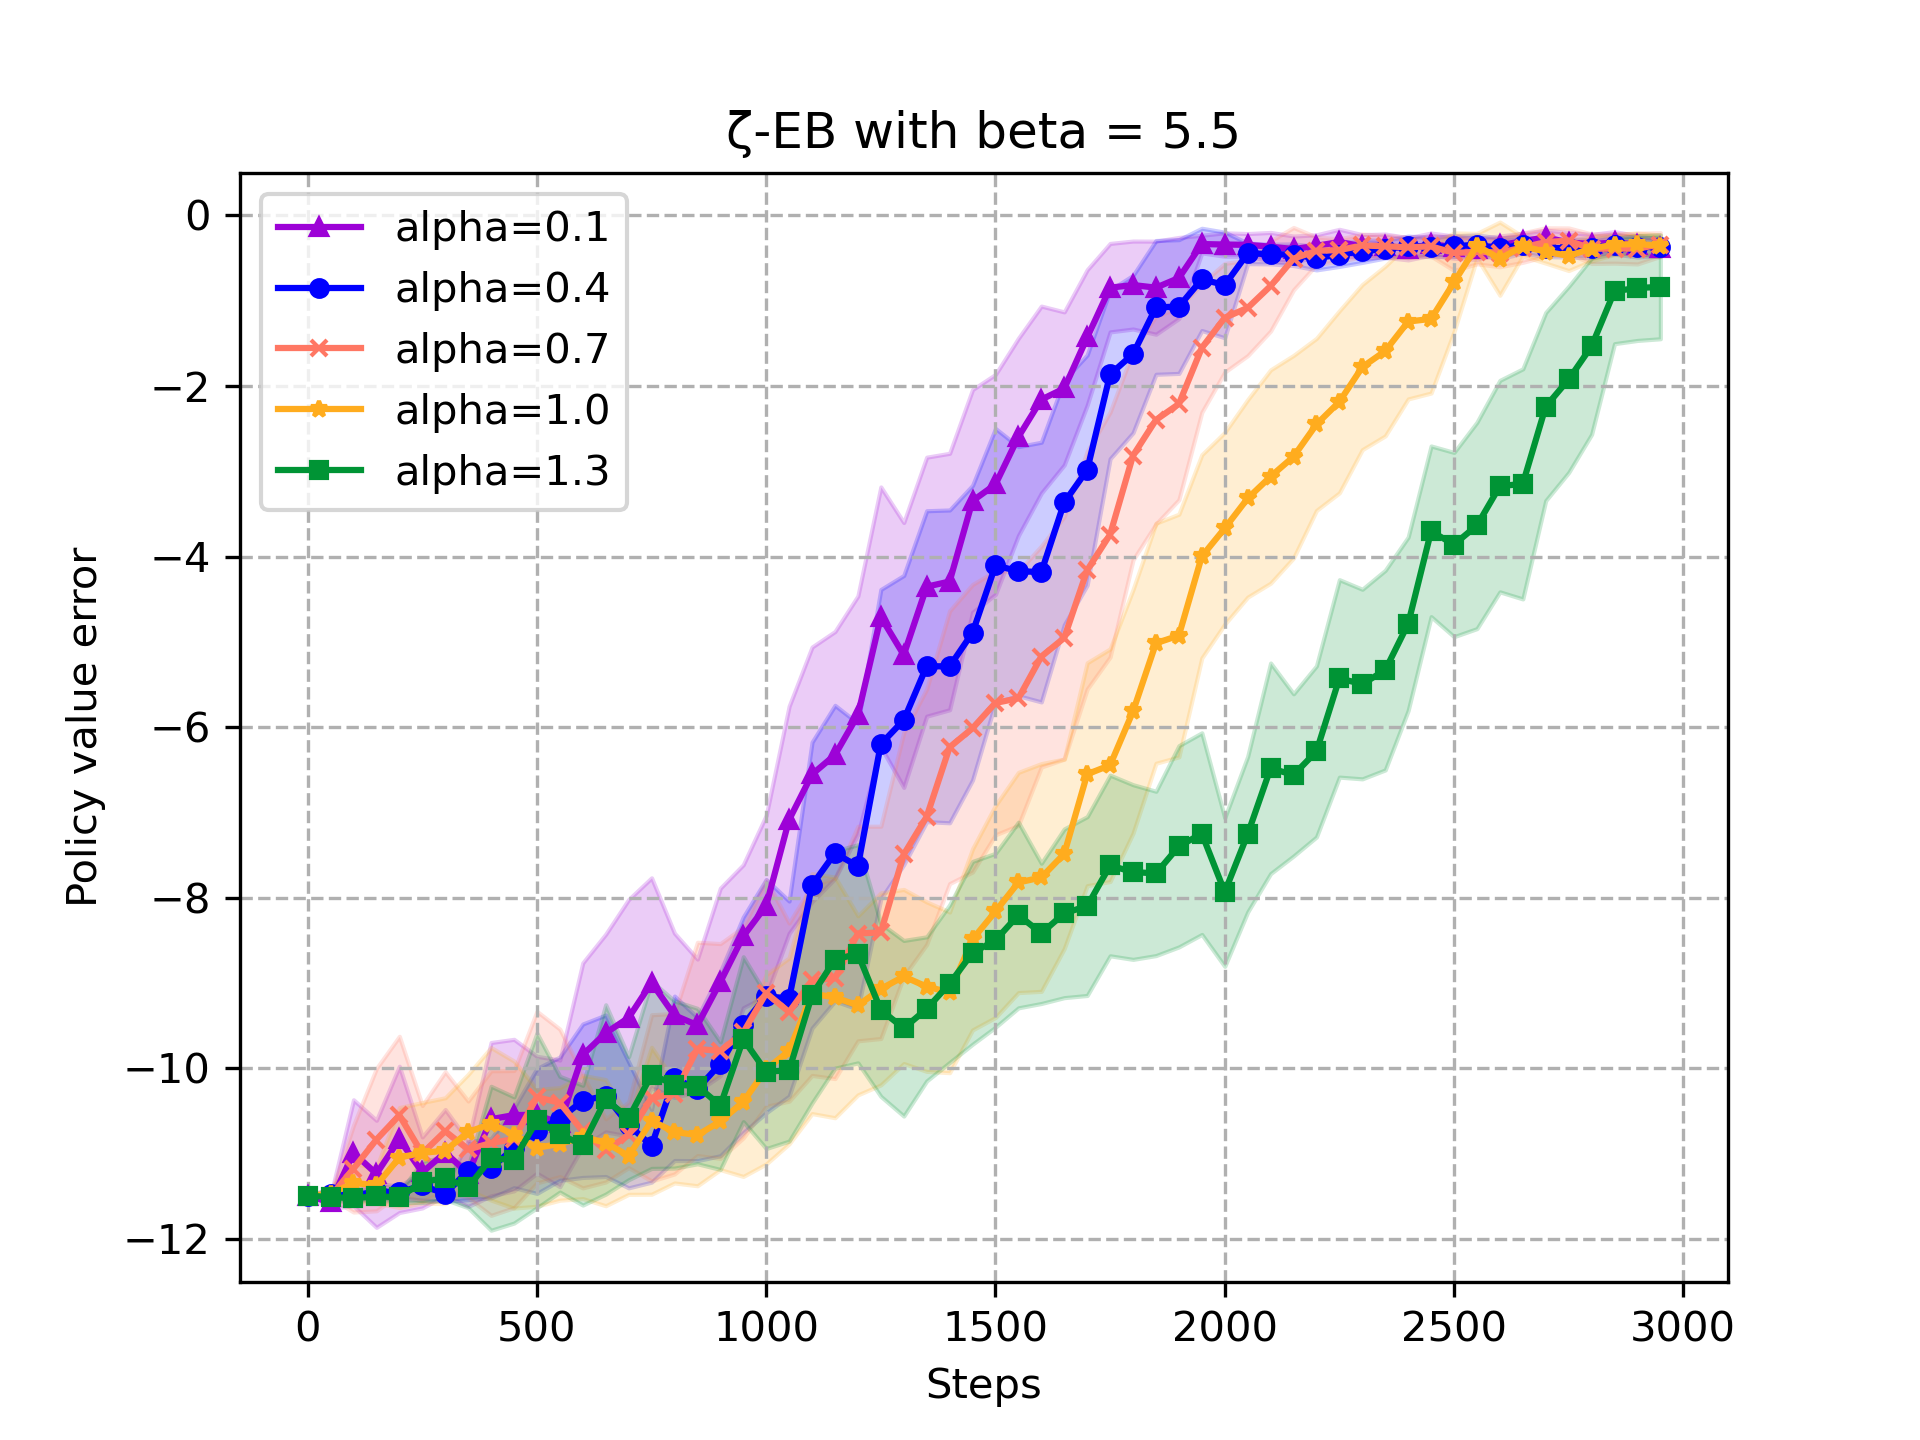 ζ-EB with beta = 5.5
alpha=0.1
alpha=0.4
alpha=0.7
alpha=1.0
alpha=1.3
Policy value error
0
−2
−4
−6
−8
−10
−12
0 500 1000 1500 2000 2500 3000
Steps